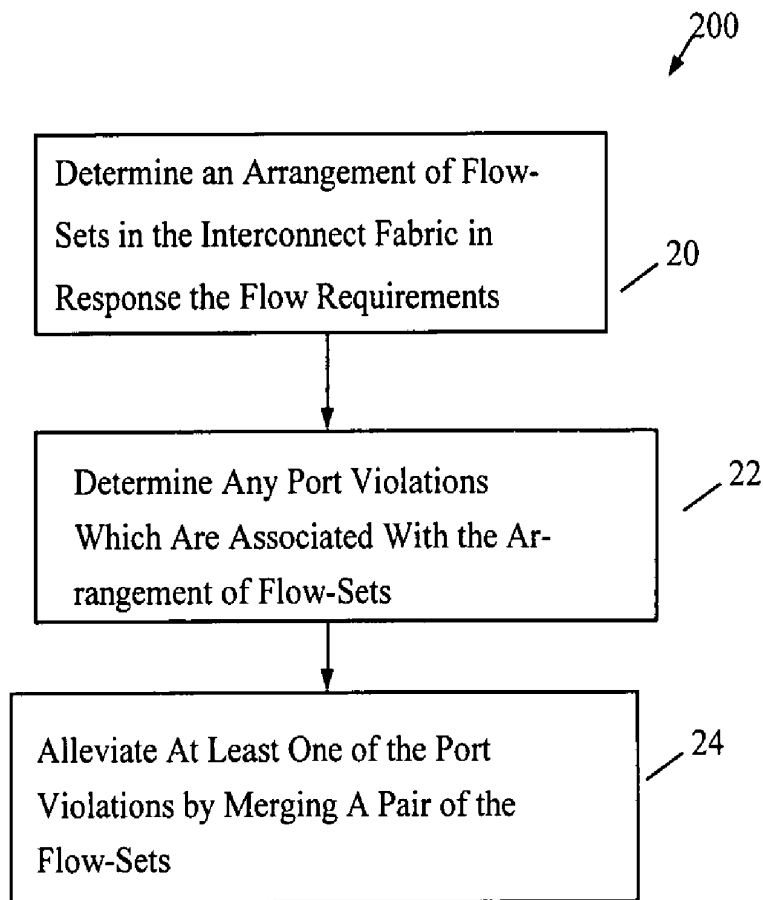 200
Determine an Arrangement of Flow-
Sets in the Interconnect Fabric in
Response the Flow Requirements
20
Determine Any Port Violations
Which Are Associated With the Ar-
rangement of Flow-Sets
22
Alleviate At Least One of the Port
Violations by Merging A Pair of the
Flow-Sets
24